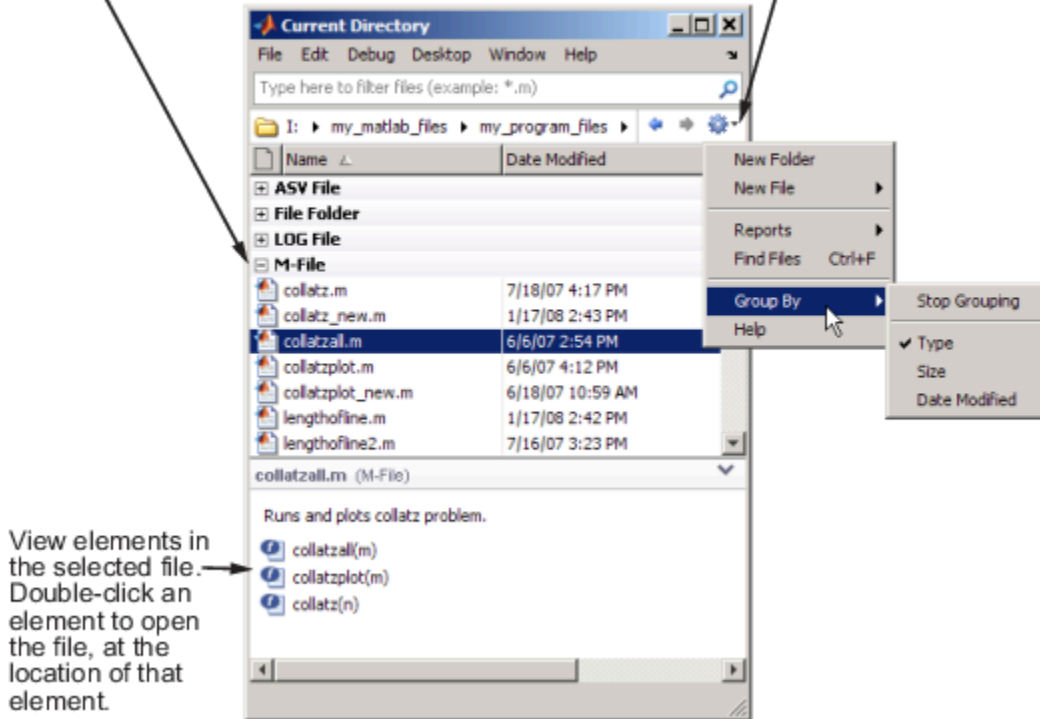 Current Directory
File Edit Debug Desktop Window Help
Type here to filter files (example: *.m)
I: my_matlab_files my_program_files
Name Date Modified
ASV File
File Folder
LOG File
M-File
collatz.m 7/18/07 4:17 PM
collatz_new.m 1/17/08 2:43 PM
collatzall.m 6/6/07 2:54 PM
collatzplot.m 6/6/07 4:12 PM
collatzplot_new.m 6/18/07 10:59 AM
lengthofline.m 1/17/08 2:42 PM
lengthofline2.m 7/16/07 3:23 PM
New Folder
New File
Reports
Find Files Ctrl+F
Group By
Help
Stop Grouping
Type
Size
Date Modified
collatzall.m (M-File)
Runs and plots collatz problem.
collatzall(m)
collatzplot(m)
collatz(n)
View elements in
the selected file.
Double-click an
element to open
the file, at the
location of that
element.